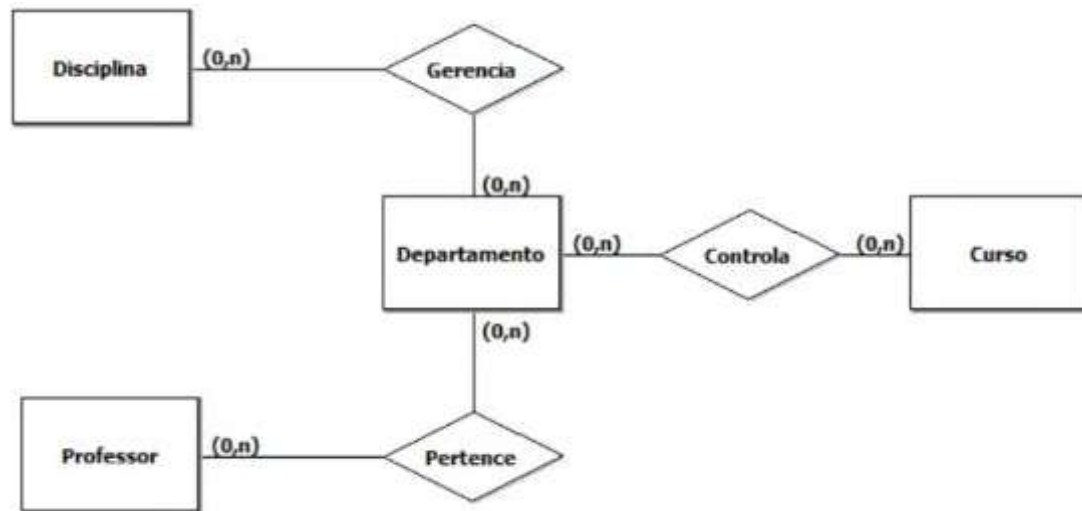 Disciplina
(0,n)
Gerencia
(0,n)
Departamento
(0,n)
Controla
(0,n)
Curso
(0,n)
Professor
(0,n)
Pertence